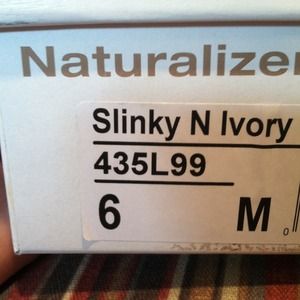 Naturalizer
Slinky N Ivory
435L99
6 M